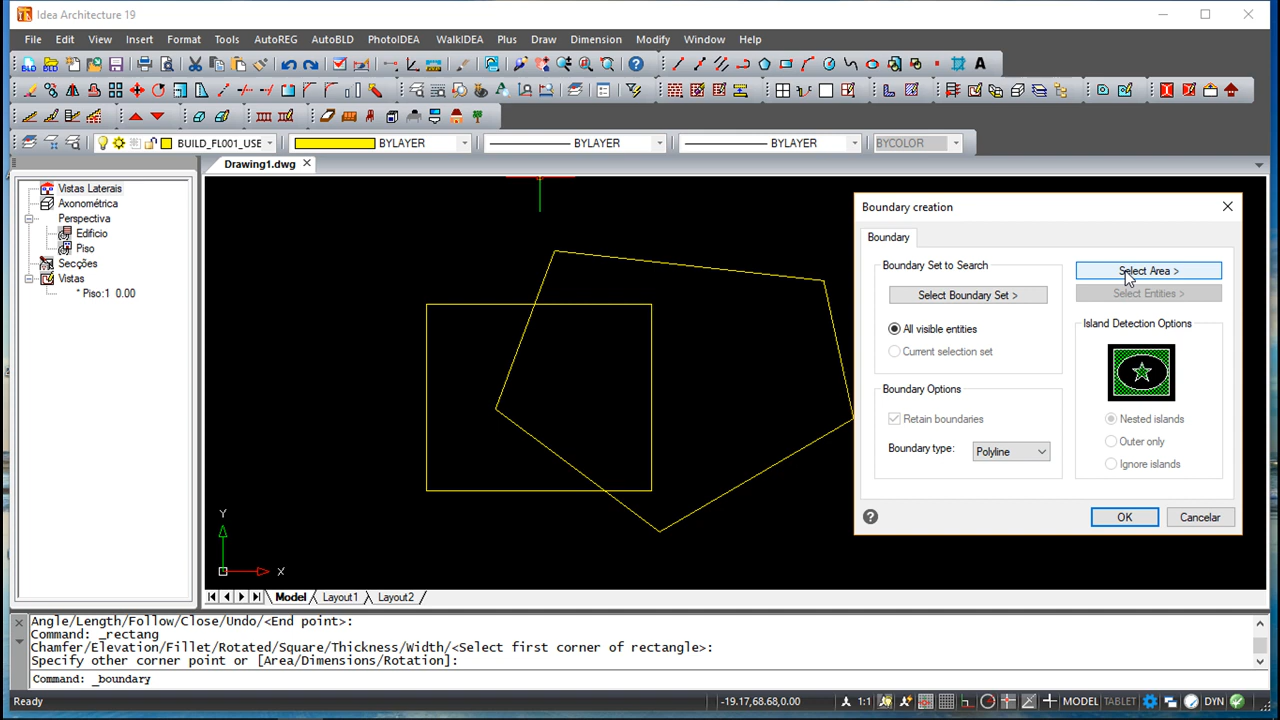 Idea Architecture 19
File Edit View Insert Format Tools AutoREG AutoBLD PhotoIDEA WalkIDEA Plus Draw Dimension Modify Window Help
BUILD_FL001_USE BYLAYER BYLAYER BYLAYER BYCOLOR
Drawing1.dwg
Vistas Laterais
Axonométrica
Perspectiva
Edificio
Piso
Secções
Vistas
* Piso:1 0.00
Boundary creation
Boundary
Boundary Set to Search
Select Boundary Set >
All visible entities
Current selection set
Boundary Options
Retain boundaries
Boundary type: Polyline
Select Area >
Select Entities >
Island Detection Options
Nested islands
Outer only
Ignore islands
OK Cancelar
Y
X
Model Layout1 Layout2
Angle/Length/Follow/Close/Undo/<End point>:
Command: _rectang
Chamfer/Elevation/Fillet/Rotated/Square/Thickness/Width/<Select first corner of rectangle>:
Specify other corner point or [Area/Dimensions/Rotation]:
Command: _boundary
Ready -19.17,68.68,0.00 1:1 MODEL TABLET DYN